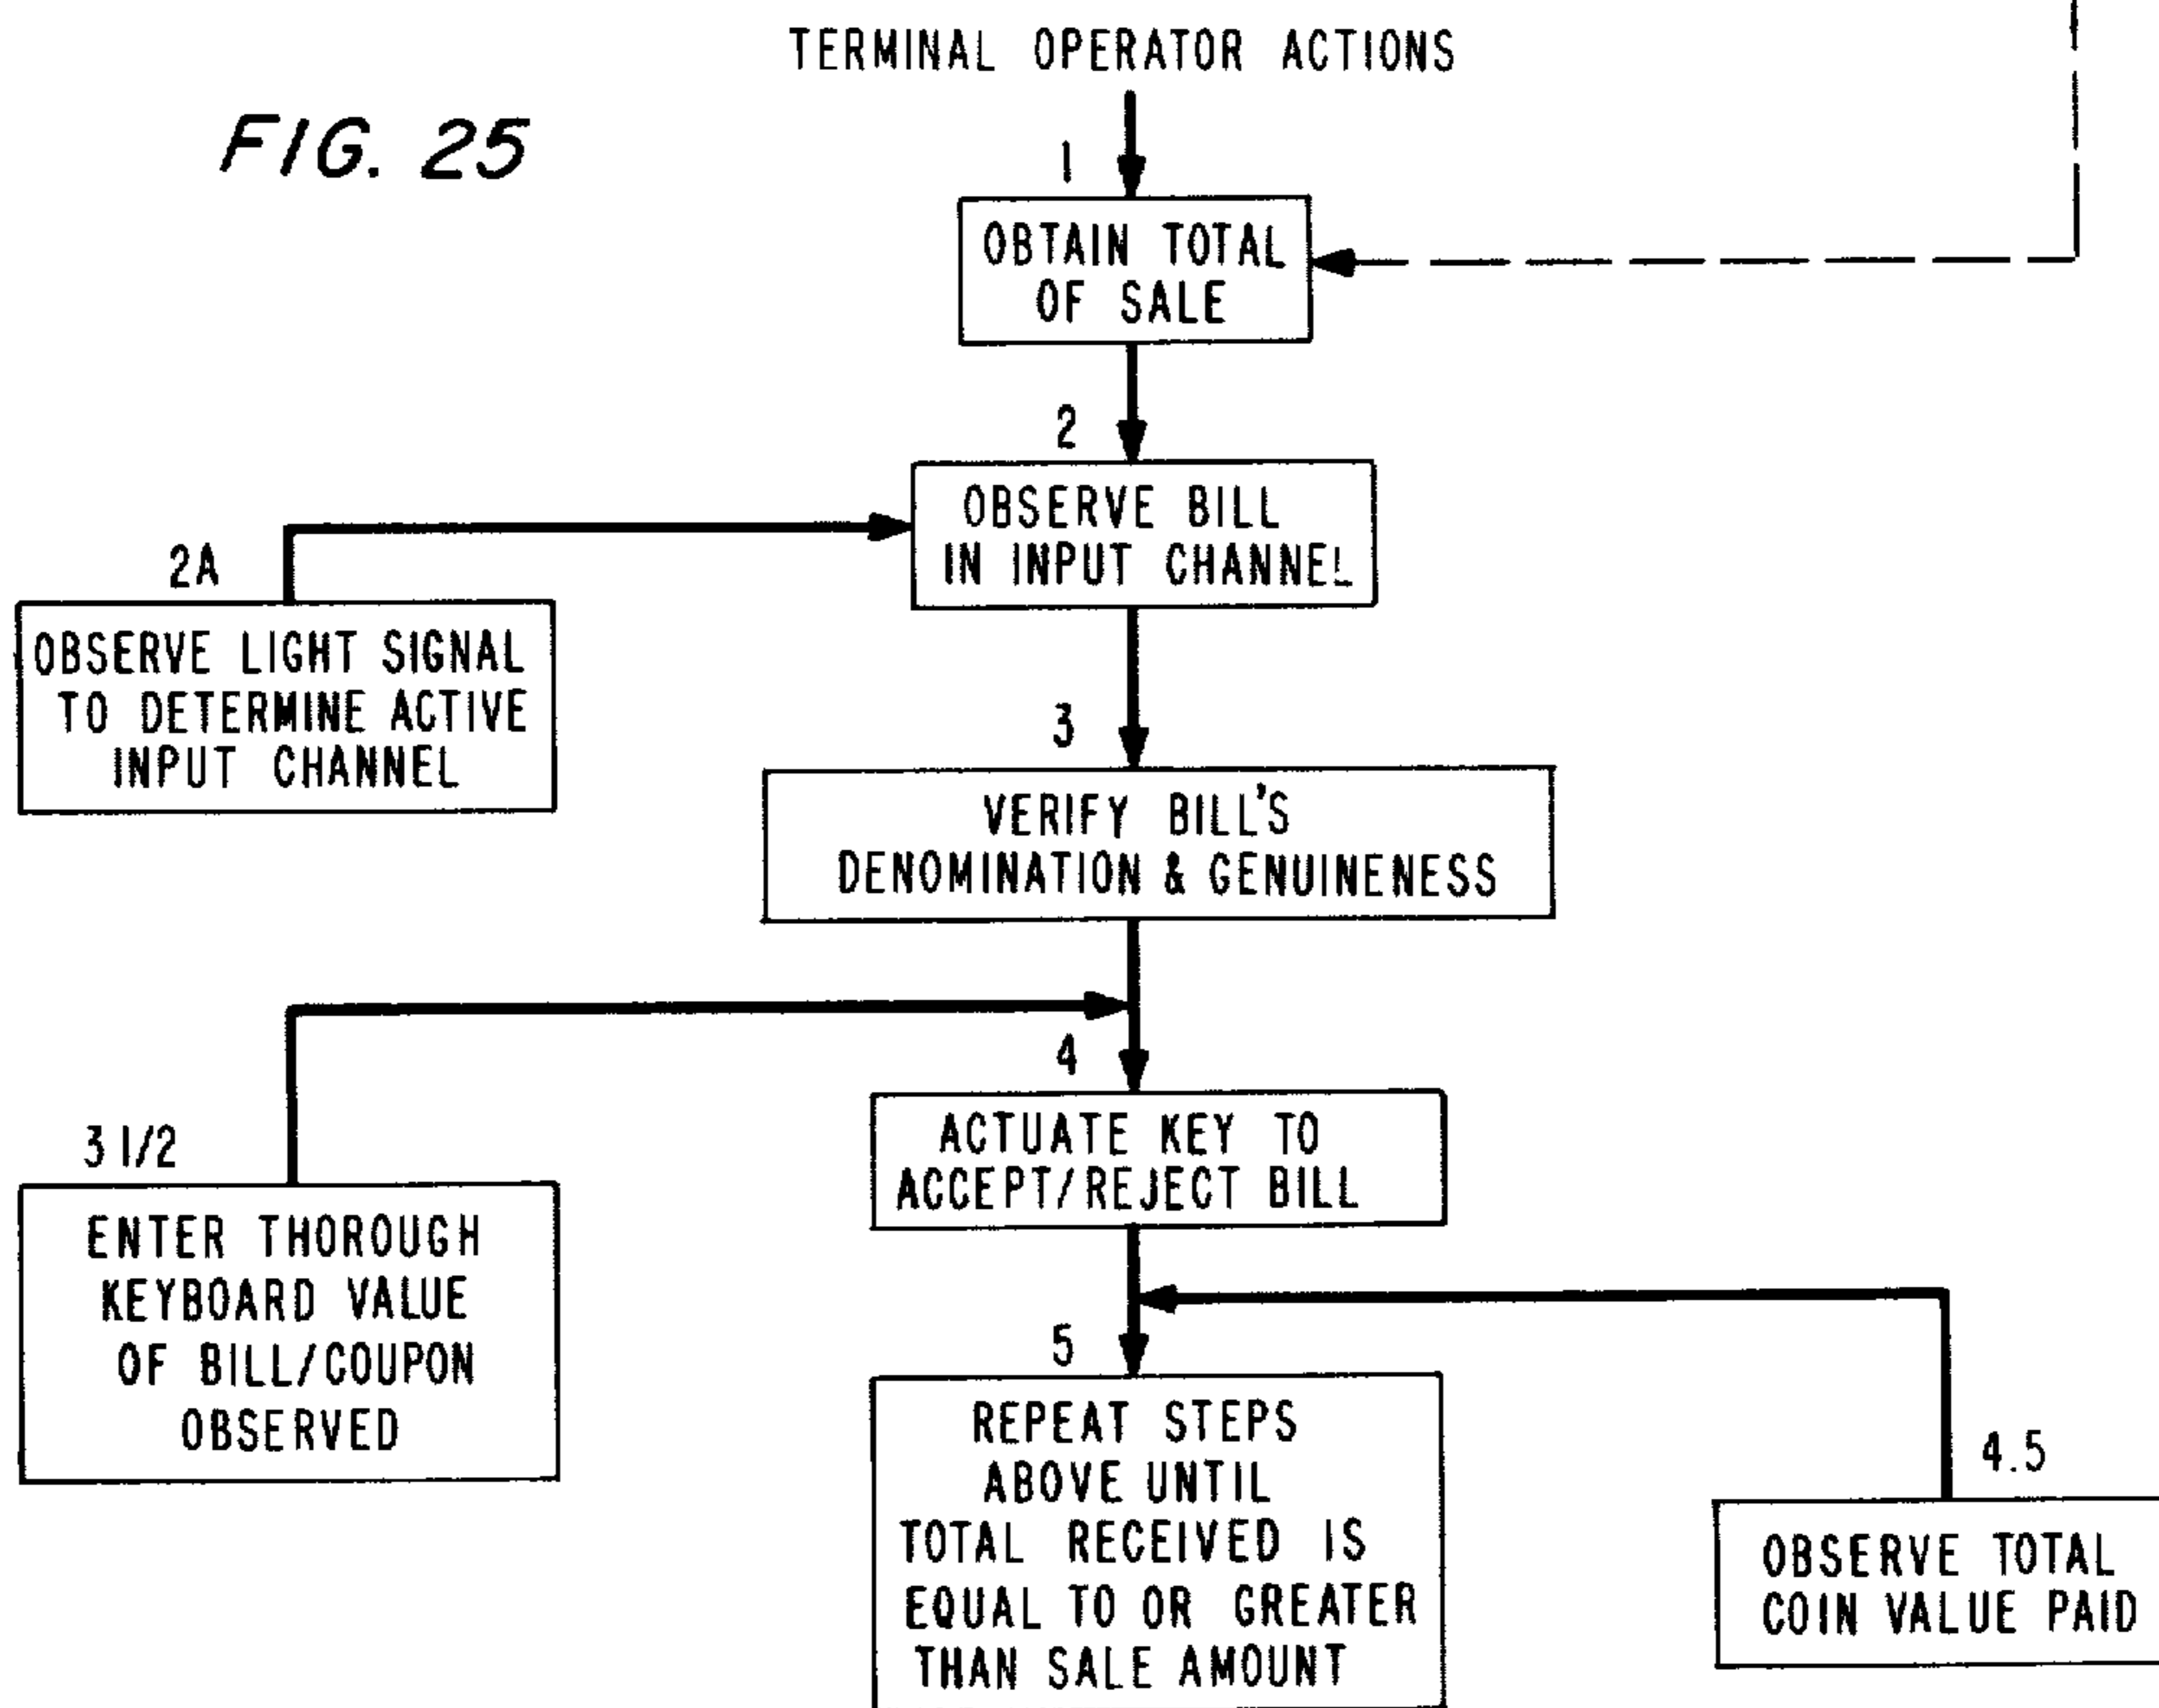 TERMINAL OPERATOR ACTIONS
FIG. 25
1
OBTAIN TOTAL
OF SALE
2
OBSERVE BILL
IN INPUT CHANNEL
2A
OBSERVE LIGHT SIGNAL
TO DETERMINE ACTIVE
INPUT CHANNEL
3
VERIFY BILL'S
DENOMINATION & GENUINENESS
4
ACTUATE KEY TO
ACCEPT/REJECT BILL
3 1/2
ENTER THOROUGH
KEYBOARD VALUE
OF BILL/COUPON
OBSERVED
5
REPEAT STEPS
ABOVE UNTIL
TOTAL RECEIVED IS
EQUAL TO OR GREATER
THAN SALE AMOUNT
4.5
OBSERVE TOTAL
COIN VALUE PAID